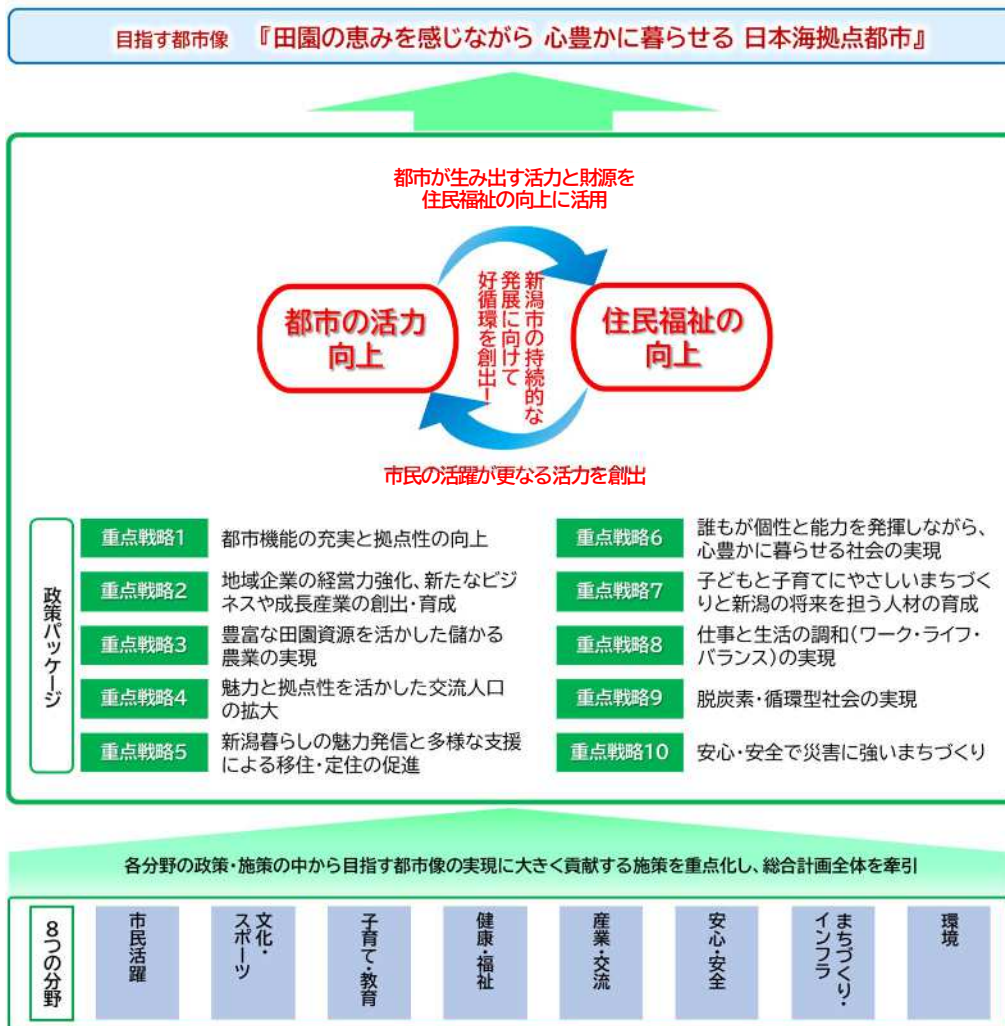 目指す都市像 『田園の恵みを感じながら 心豊かに暮らせる 日本海拠点都市』
都市が生み出す活力と財源を
住民福祉の向上に活用
都市の活力
向上
新潟市の持続的な
発展に向けて
好循環を創出！
住民福祉の
向上
市民の活躍が更なる活力を創出
政策パッケージ
重点戦略1
都市機能の充実と拠点性の向上
重点戦略2
地域企業の経営力強化、新たなビジ
ネスや成長産業の創出・育成
重点戦略3
豊富な田園資源を活かした儲かる
農業の実現
重点戦略4
魅力と拠点性を活かした交流人口
の拡大
重点戦略5
新潟暮らしの魅力発信と多様な支援
による移住・定住の促進
重点戦略6
誰もが個性と能力を発揮しながら、
心豊かに暮らせる社会の実現
重点戦略7
子どもと子育てにやさしいまちづく
りと新潟の将来を担う人材の育成
重点戦略8
仕事と生活の調和（ワーク・ライフ・
バランス）の実現
重点戦略9
脱炭素・循環型社会の実現
重点戦略10
安心・安全で災害に強いまちづくり
各分野の政策・施策の中から目指す都市像の実現に大きく貢献する施策を重点化し、総合計画全体を牽引
8つの分野
市民活躍
文化・
スポーツ
子育て・教育
健康・福祉
産業・交流
安心・安全
まちづくり・
インフラ
環境